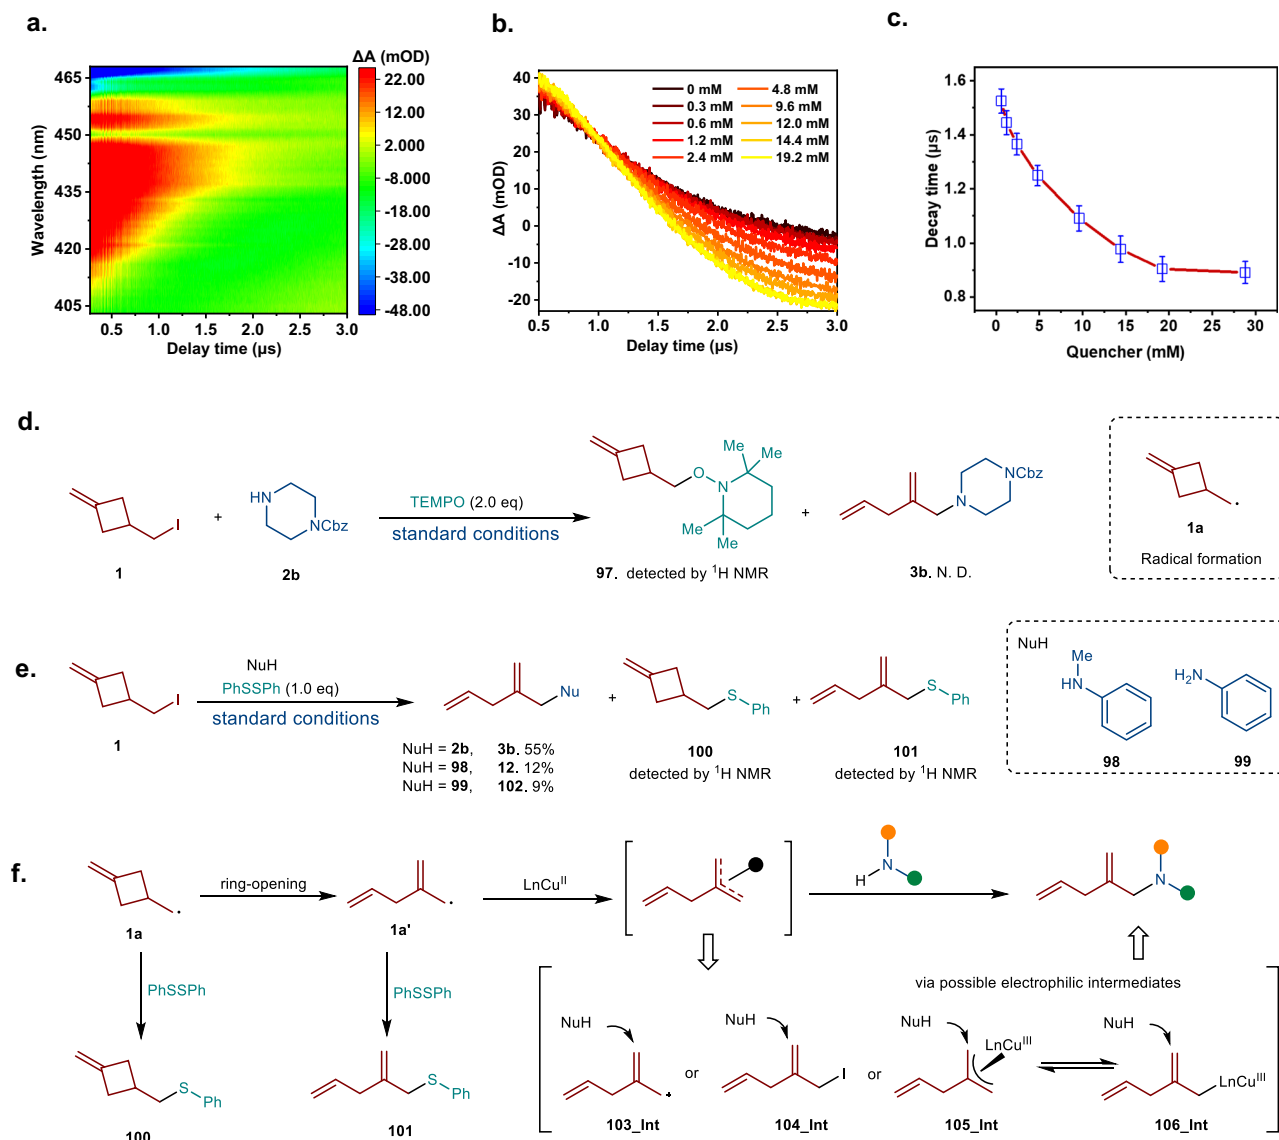 a.
ΔA (mOD)
465
450
435
420
405
Wavelength (nm)
0.5 1.0 1.5 2.0 2.5 3.0
Delay time (µs)
22.00
12.00
2.000
-8.000
-18.00
-28.00
-38.00
-48.00
b.
40
30
20
10
0
-10
-20
ΔA (mOD)
0 mM 4.8 mM
0.3 mM 9.6 mM
0.6 mM 12.0 mM
1.2 mM 14.4 mM
2.4 mM 19.2 mM
0.5 1.0 1.5 2.0 2.5 3.0
Delay time (µs)
c.
1.6
1.4
1.2
1.0
0.8
Decay time (µs)
0 5 10 15 20 25 30
Quencher (mM)
d.
I
1
+
H
N
NCbz
2b
TEMPO (2.0 eq)
standard conditions
O
N
Me
Me
Me
Me
97. detected by ¹H NMR
+
N
NCbz
3b. N. D.
1a
Radical formation
e.
I
1
NuH
PhSSPh (1.0 eq)
standard conditions
Nu
NuH = 2b, 3b. 55%
NuH = 98, 12. 12%
NuH = 99, 102. 9%
+
S
Ph
100
detected by ¹H NMR
+
S
Ph
101
detected by ¹H NMR
NuH
Me
HN
98
H₂N
99
f.
1a
ring-opening
1a'
LnCuᴵᴵ
N
H
N
PhSSPh
PhSSPh
S
Ph
100
S
Ph
101
via possible electrophilic intermediates
NuH
+
103_Int
or
NuH
I
104_Int
or
NuH
LnCuᴵᴵᴵ
105_Int
NuH
LnCuᴵᴵᴵ
106_Int